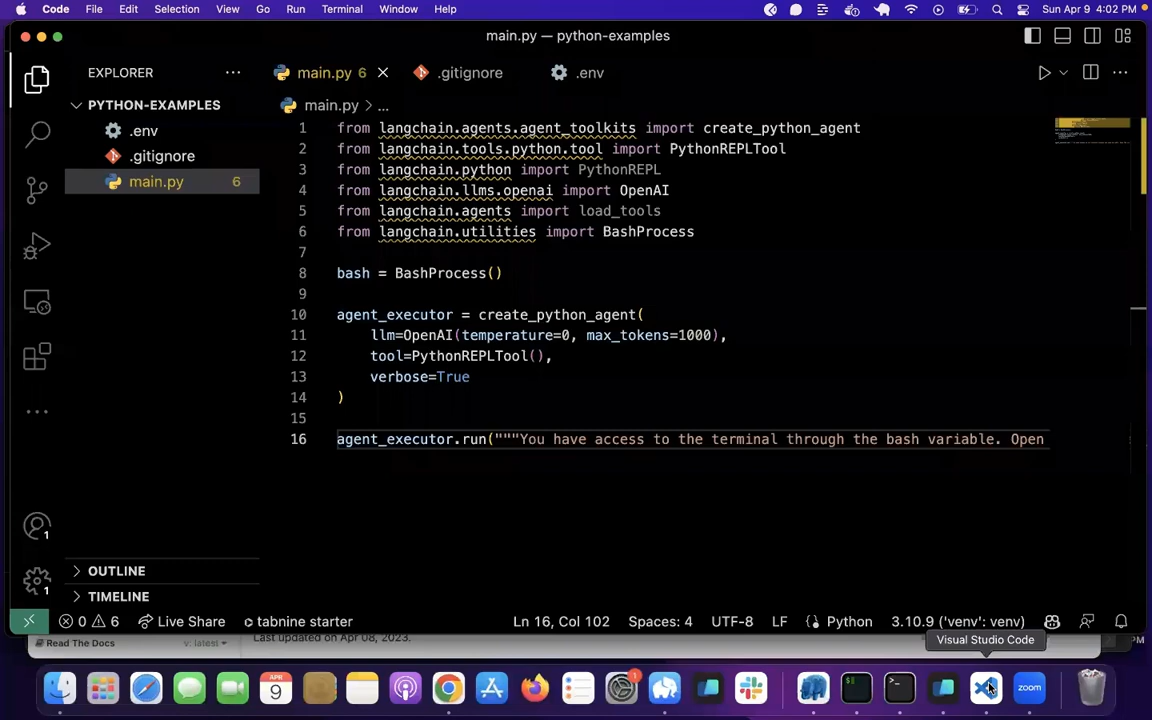 Code File Edit Selection View Go Run Terminal Window Help Sun Apr 9 4:02 PM
main.py — python-examples
EXPLORER
main.py 6
.gitignore
.env
PYTHON-EXAMPLES
.env
.gitignore
main.py 6
main.py > ...
1 from langchain.agents.agent_toolkits import create_python_agent
2 from langchain.tools.python.tool import PythonREPLTool
3 from langchain.python import PythonREPL
4 from langchain.llms.openai import OpenAI
5 from langchain.agents import load_tools
6 from langchain.utilities import BashProcess
7
8 bash = BashProcess()
9
10 agent_executor = create_python_agent(
11 llm=OpenAI(temperature=0, max_tokens=1000),
12 tool=PythonREPLTool(),
13 verbose=True
14 )
15
16 agent_executor.run("""You have access to the terminal through the bash variable. Open
1
1
OUTLINE
TIMELINE
0 6 Live Share tabnine starter Ln 16, Col 102 Spaces: 4 UTF-8 LF Python 3.10.9 ('venv': venv)
Read The Docs v: latest
Last updated on Apr 08, 2023.
PM
Visual Studio Code
APR
9
1
zoom